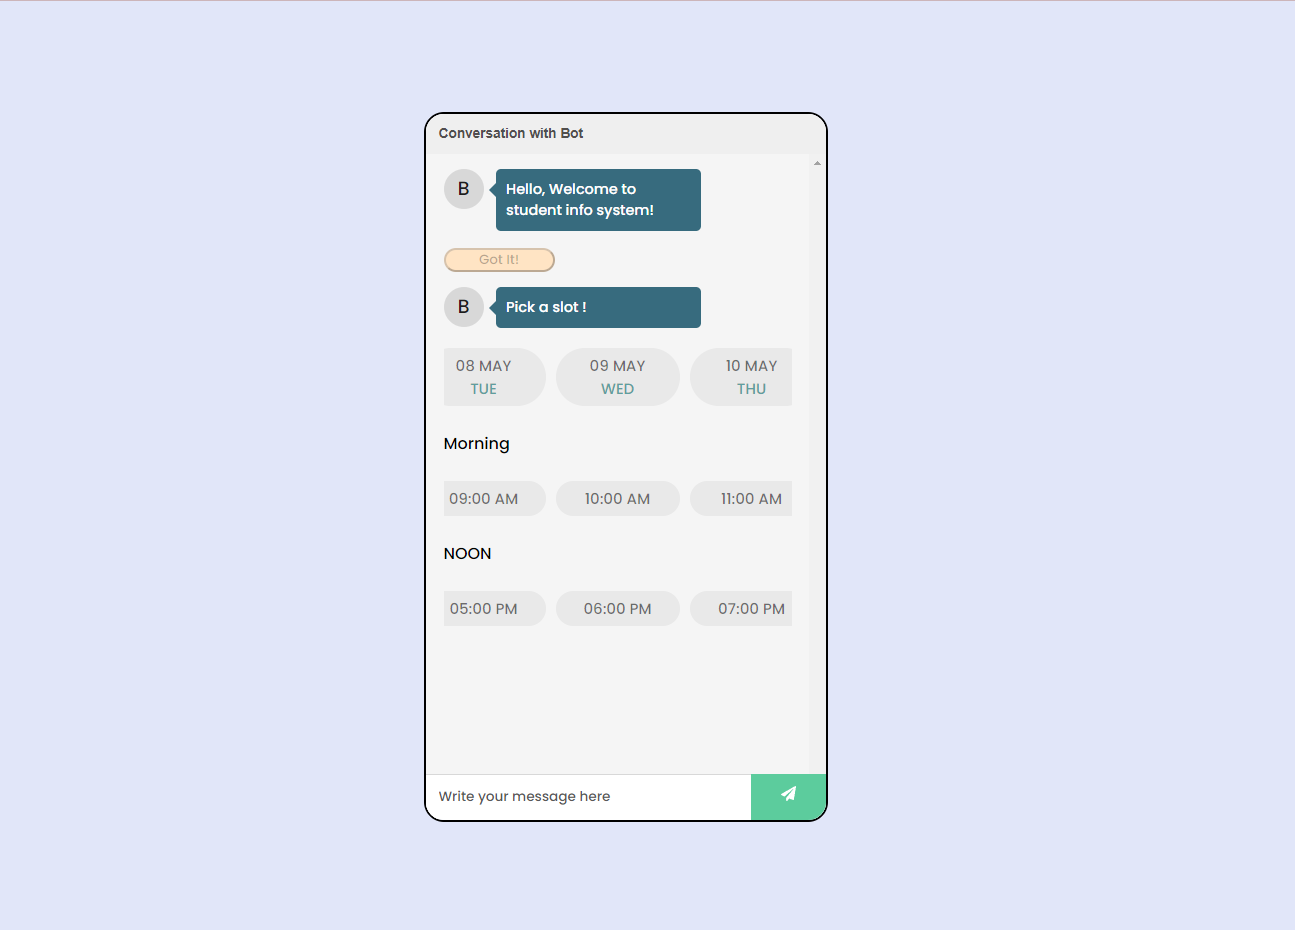 Conversation with Bot
B
Hello, Welcome to
student info system!
Got It!
B
Pick a slot !
08 MAY
TUE
09 MAY
WED
10 MAY
THU
Morning
09:00 AM
10:00 AM
11:00 AM
NOON
05:00 PM
06:00 PM
07:00 PM
Write your message here